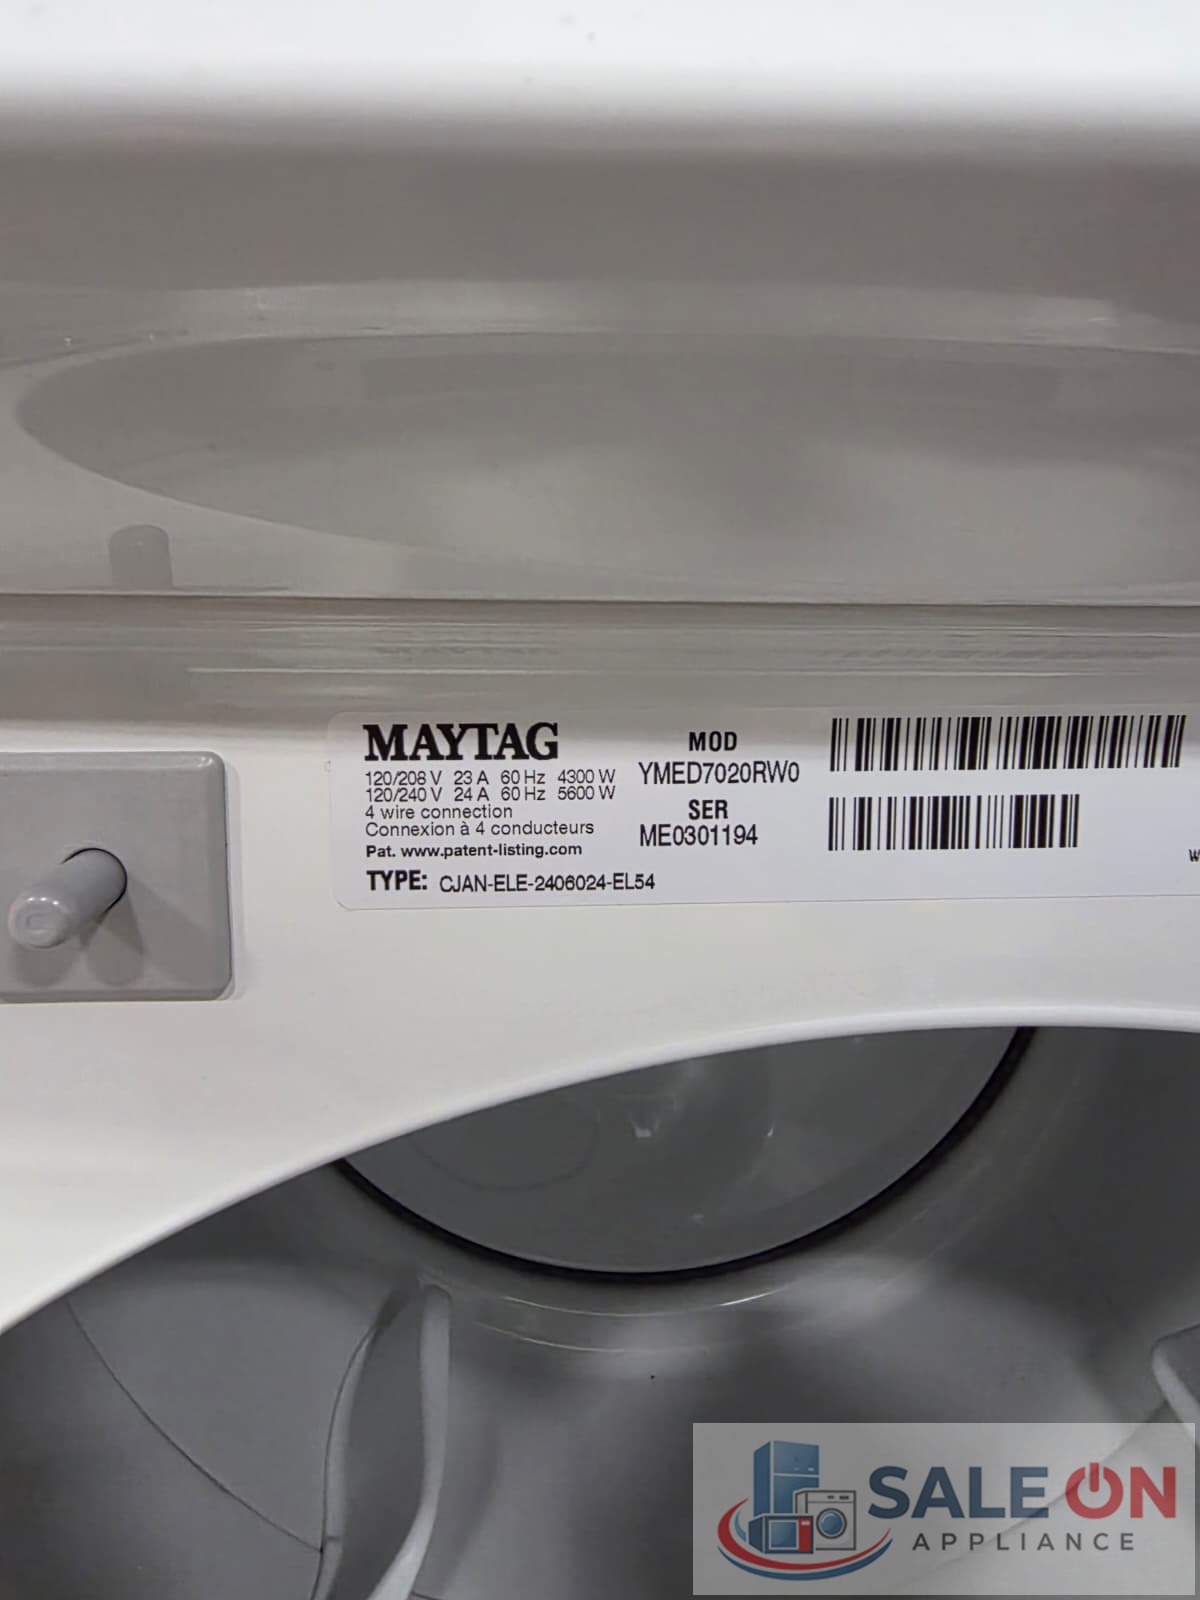 MAYTAG
120/208 V 23 A 60 Hz 4300 W
120/240 V 24 A 60 Hz 5600 W
4 wire connection
Connexion à 4 conducteurs
Pat. www.patent-listing.com
TYPE: CJAN-ELE-2406024-EL54
MOD
YMED7020RW0
SER
ME0301194
SALE ON
APPLIANCE